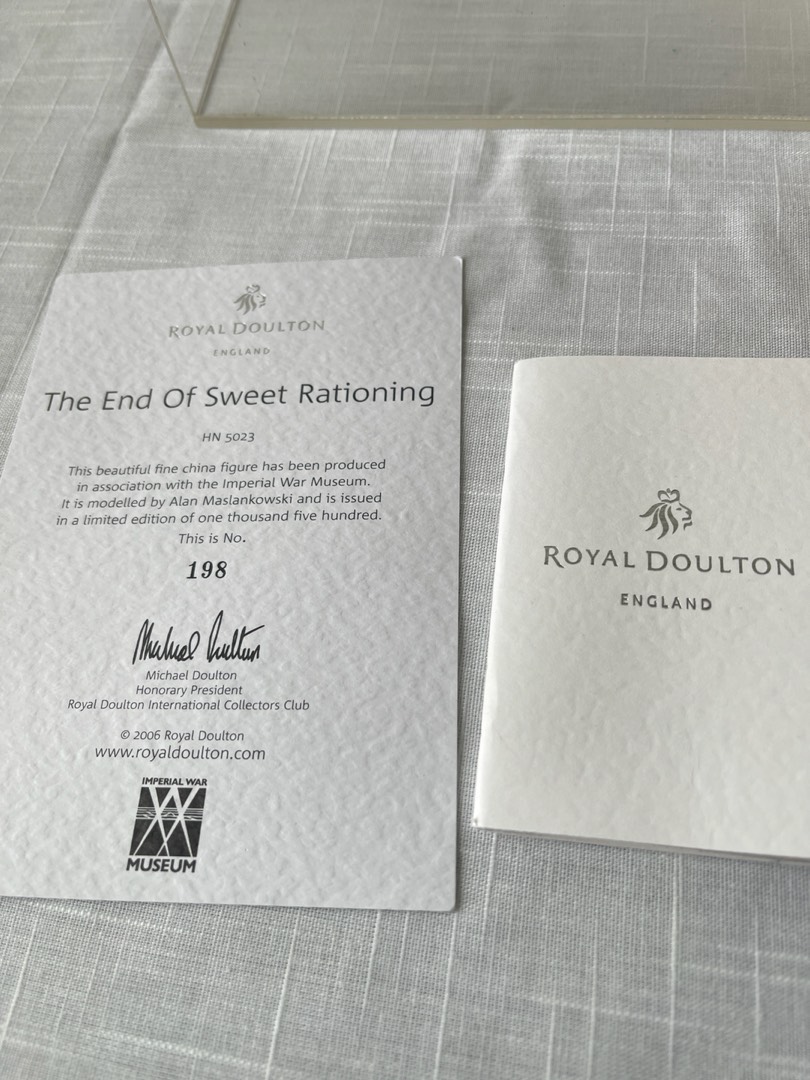 ROYAL DOULTON
ENGLAND
The End Of Sweet Rationing
HN 5023
This beautiful fine china figure has been produced
in association with the Imperial War Museum.
It is modelled by Alan Maslankowski and is issued
in a limited edition of one thousand five hundred.
This is No.
198
Michael Doulton
Michael Doulton
Honorary President
Royal Doulton International Collectors Club
© 2006 Royal Doulton
www.royaldoulton.com
IMPERIAL WAR
MUSEUM
ROYAL DOULTON
ENGLAND